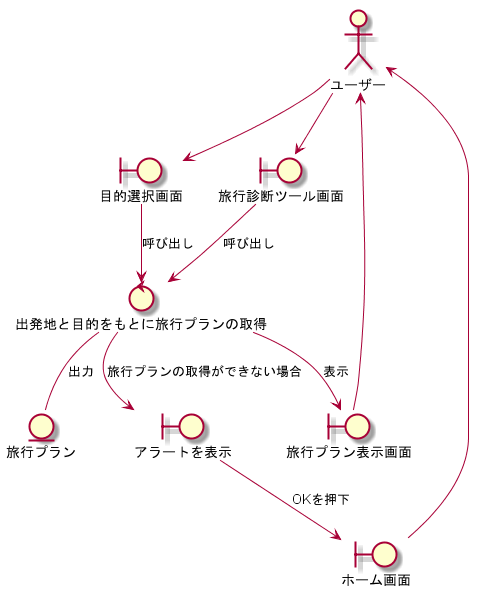 ユーザー
目的選択画面
旅行診断ツール画面
呼び出し
呼び出し
出発地と目的をもとに旅行プランの取得
出力
旅行プランの取得ができない場合
表示
旅行プラン
アラートを表示
旅行プラン表示画面
OKを押下
ホーム画面